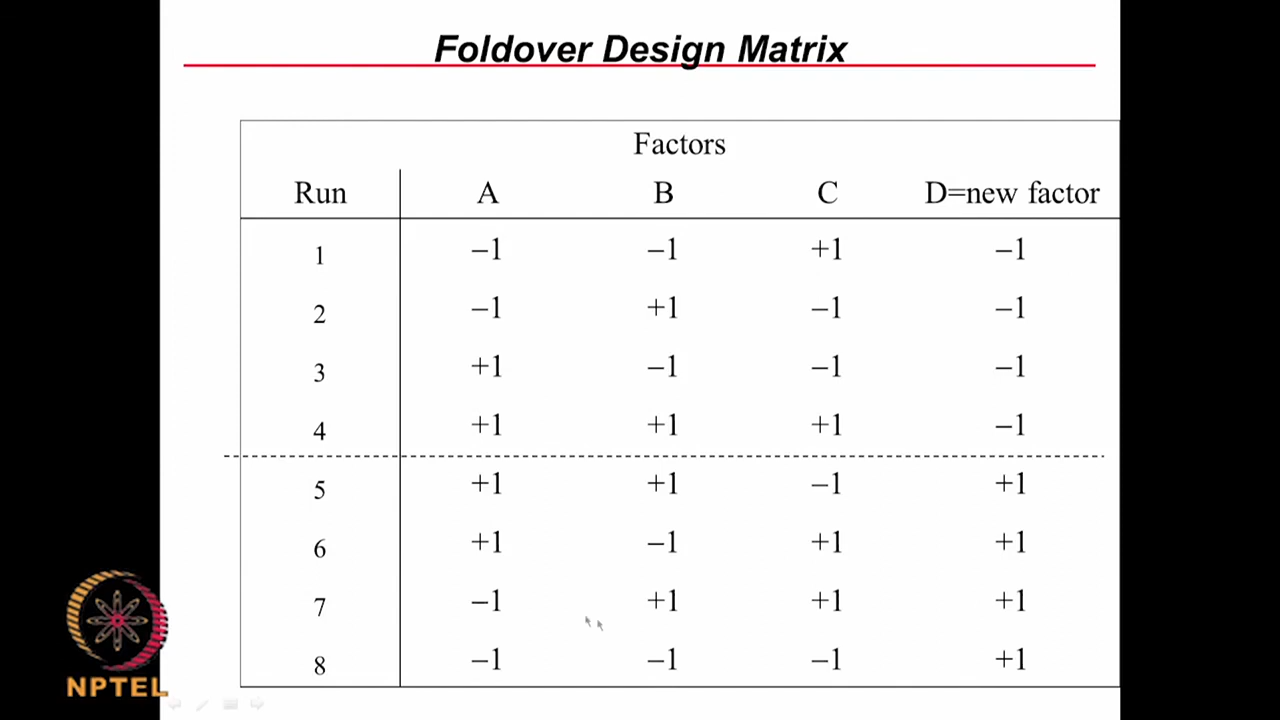 Foldover Design Matrix
Factors
Run A B C D=new factor
1 –1 –1 +1 –1
2 –1 +1 –1 –1
3 +1 –1 –1 –1
4 +1 +1 +1 –1
5 +1 +1 –1 +1
6 +1 –1 +1 +1
7 –1 +1 +1 +1
8 –1 –1 –1 +1
NPTEL